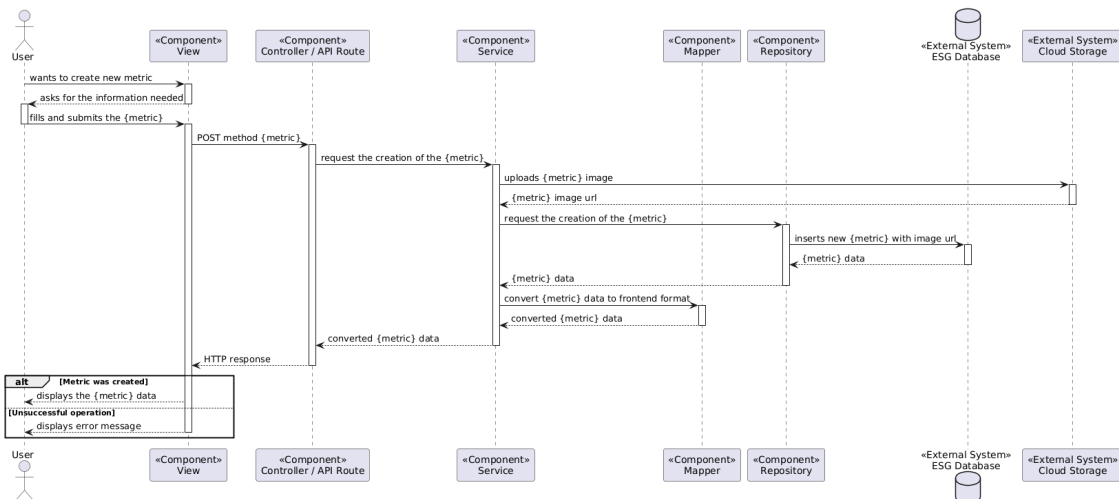 User
«Component»
View
«Component»
Controller / API Route
«Component»
Service
«Component»
Mapper
«Component»
Repository
«External System»
ESG Database
«External System»
Cloud Storage
wants to create new metric
asks for the information needed
fills and submits the {metric}
POST method {metric}
request the creation of the {metric}
uploads {metric} image
{metric} image url
request the creation of the {metric}
inserts new {metric} with image url
{metric} data
{metric} data
convert {metric} data to frontend format
converted {metric} data
converted {metric} data
HTTP response
alt [Metric was created]
displays the {metric} data
[Unsuccessful operation]
displays error message
User
«Component»
View
«Component»
Controller / API Route
«Component»
Service
«Component»
Mapper
«Component»
Repository
«External System»
ESG Database
«External System»
Cloud Storage